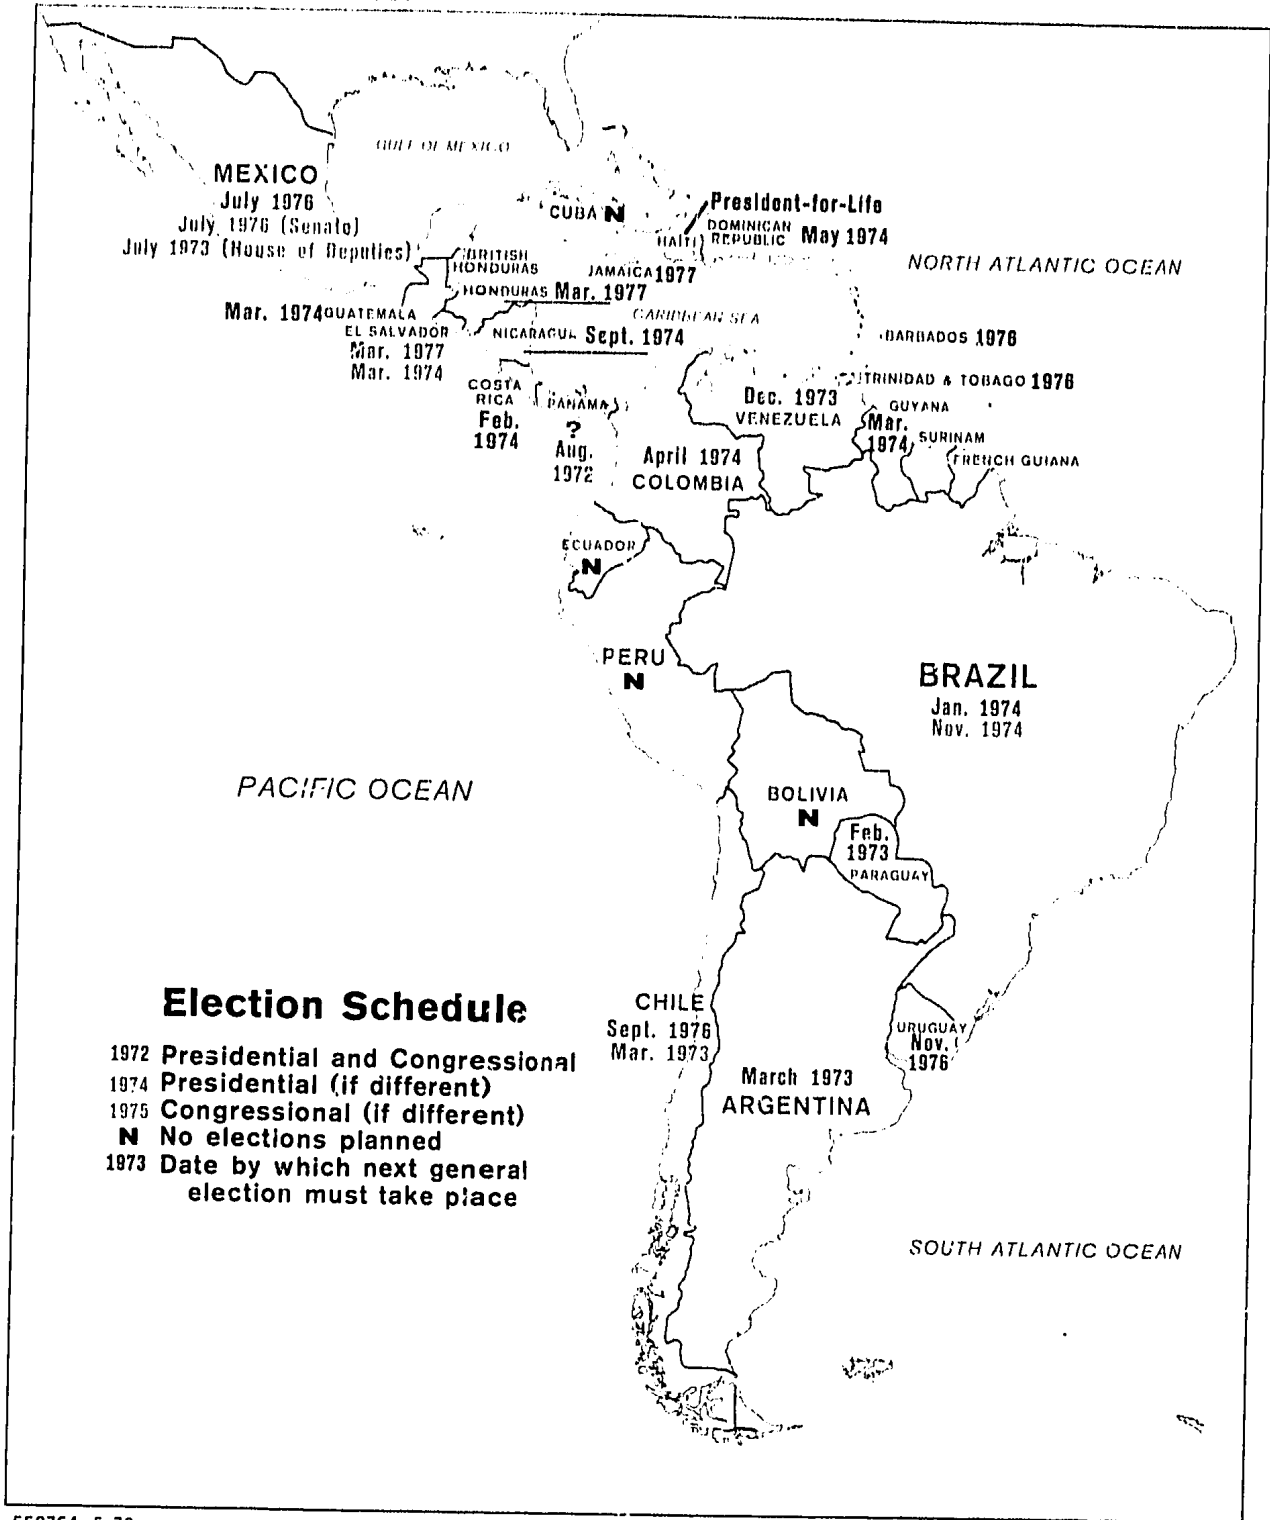 GULF OF MEXICO
MEXICO
July 1976
July 1976 (Senate)
July 1973 (House of Deputies)
CUBA N
President-for-Life
HAITI
DOMINICAN
REPUBLIC May 1974
NORTH ATLANTIC OCEAN
BRITISH
HONDURAS
JAMAICA 1977
HONDURAS Mar. 1977
CARIBBEAN SEA
Mar. 1974 GUATEMALA
EL SALVADOR
Mar. 1977
Mar. 1974
NICARAGUA Sept. 1974
BARBADOS 1976
TRINIDAD & TOBAGO 1976
COSTA
RICA
Feb.
1974
PANAMA
?
Aug.
1972
Dec. 1973
VENEZUELA
GUYANA
Mar.
1974
SURINAM
FRENCH GUIANA
April 1974
COLOMBIA
ECUADOR
N
PERU
N
BRAZIL
Jan. 1974
Nov. 1974
PACIFIC OCEAN
BOLIVIA
N
Feb.
1973
PARAGUAY
CHILE
Sept. 1976
Mar. 1973
URUGUAY
Nov.
1976
March 1973
ARGENTINA
Election Schedule
1972 Presidential and Congressional
1974 Presidential (if different)
1975 Congressional (if different)
N No elections planned
1973 Date by which next general
election must take place
SOUTH ATLANTIC OCEAN